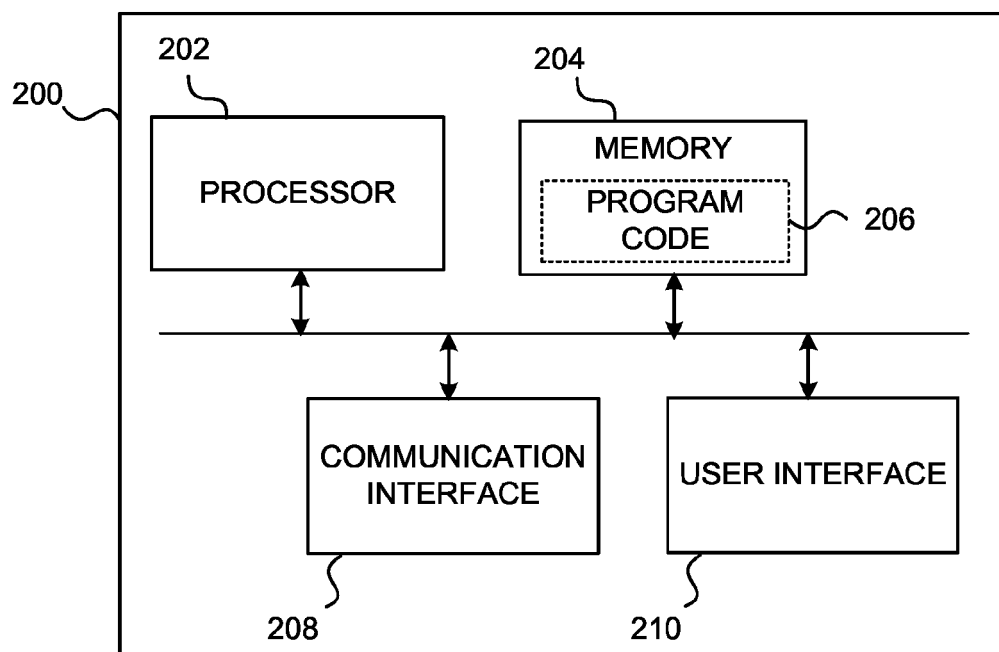 202
204
200
PROCESSOR
MEMORY
PROGRAM
CODE
206
COMMUNICATION
INTERFACE
USER INTERFACE
208
210